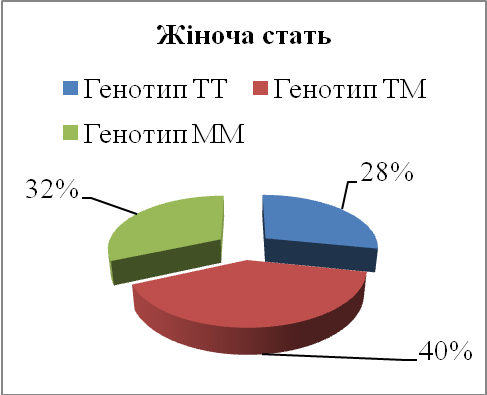 Жіноча стать
Генотип ТТ Генотип ТМ
Генотип ММ
32%
28%
40%